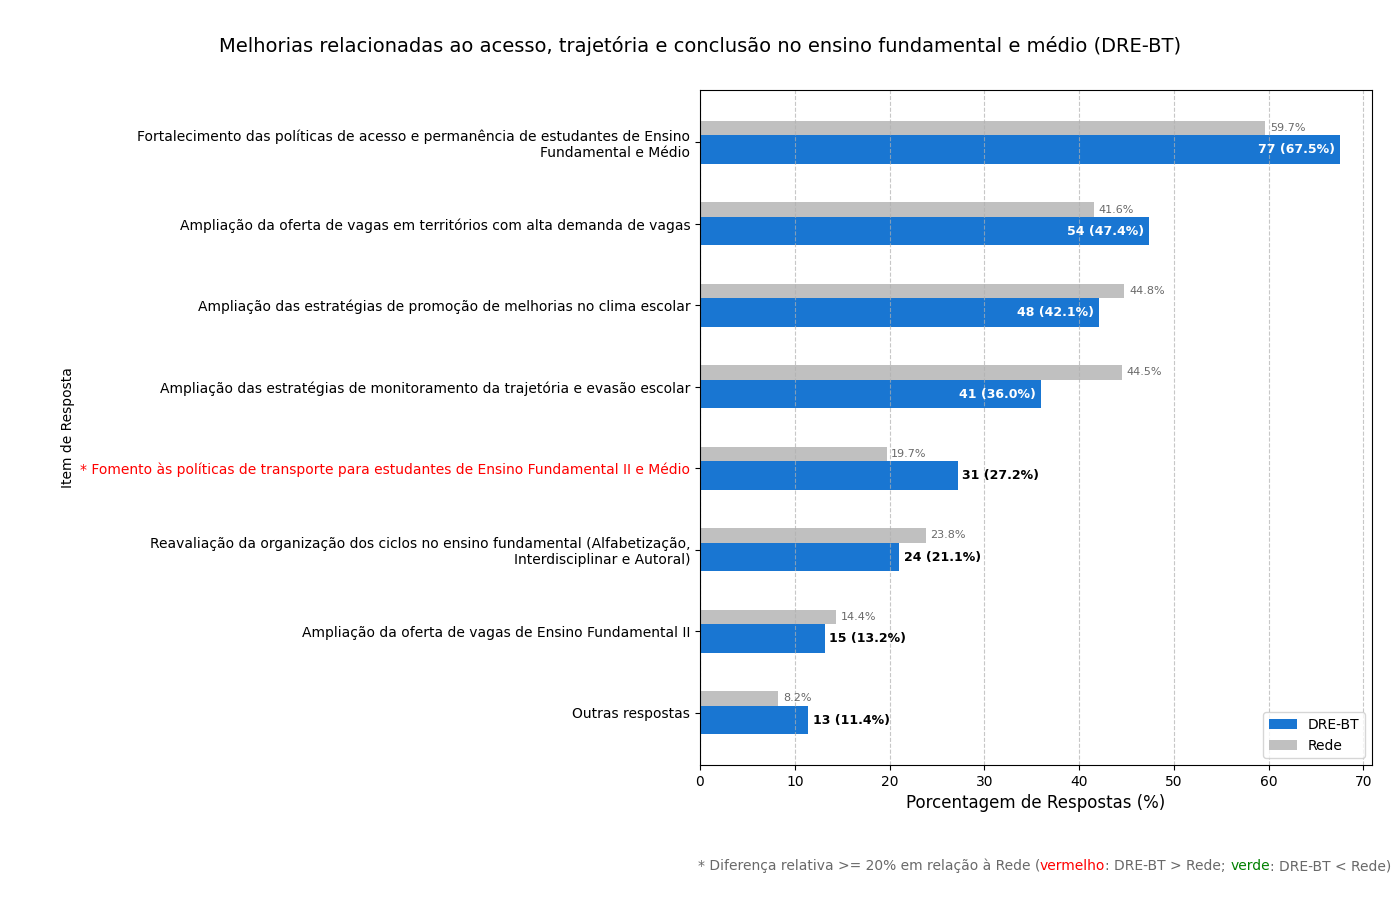 Melhorias relacionadas ao acesso, trajetória e conclusão no ensino fundamental e médio (DRE-BT)
Item de Resposta
Fortalecimento das políticas de acesso e permanência de estudantes de Ensino
Fundamental e Médio
59.7%
77 (67.5%)
Ampliação da oferta de vagas em territórios com alta demanda de vagas
41.6%
54 (47.4%)
Ampliação das estratégias de promoção de melhorias no clima escolar
44.8%
48 (42.1%)
Ampliação das estratégias de monitoramento da trajetória e evasão escolar
44.5%
41 (36.0%)
* Fomento às políticas de transporte para estudantes de Ensino Fundamental II e Médio
19.7%
31 (27.2%)
Reavaliação da organização dos ciclos no ensino fundamental (Alfabetização,
Interdisciplinar e Autoral)
23.8%
24 (21.1%)
Ampliação da oferta de vagas de Ensino Fundamental II
14.4%
15 (13.2%)
Outras respostas
8.2%
13 (11.4%)
DRE-BT
Rede
0 10 20 30 40 50 60 70
Porcentagem de Respostas (%)
* Diferença relativa >= 20% em relação à Rede (vermelho: DRE-BT > Rede; verde: DRE-BT < Rede)